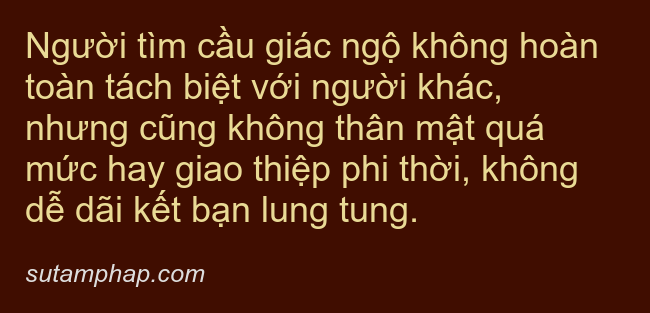 Người tìm cầu giác ngộ không hoàn
toàn tách biệt với người khác,
nhưng cũng không thân mật quá
mức hay giao thiệp phi thời, không
dễ dãi kết bạn lung tung.
sutamphap.com